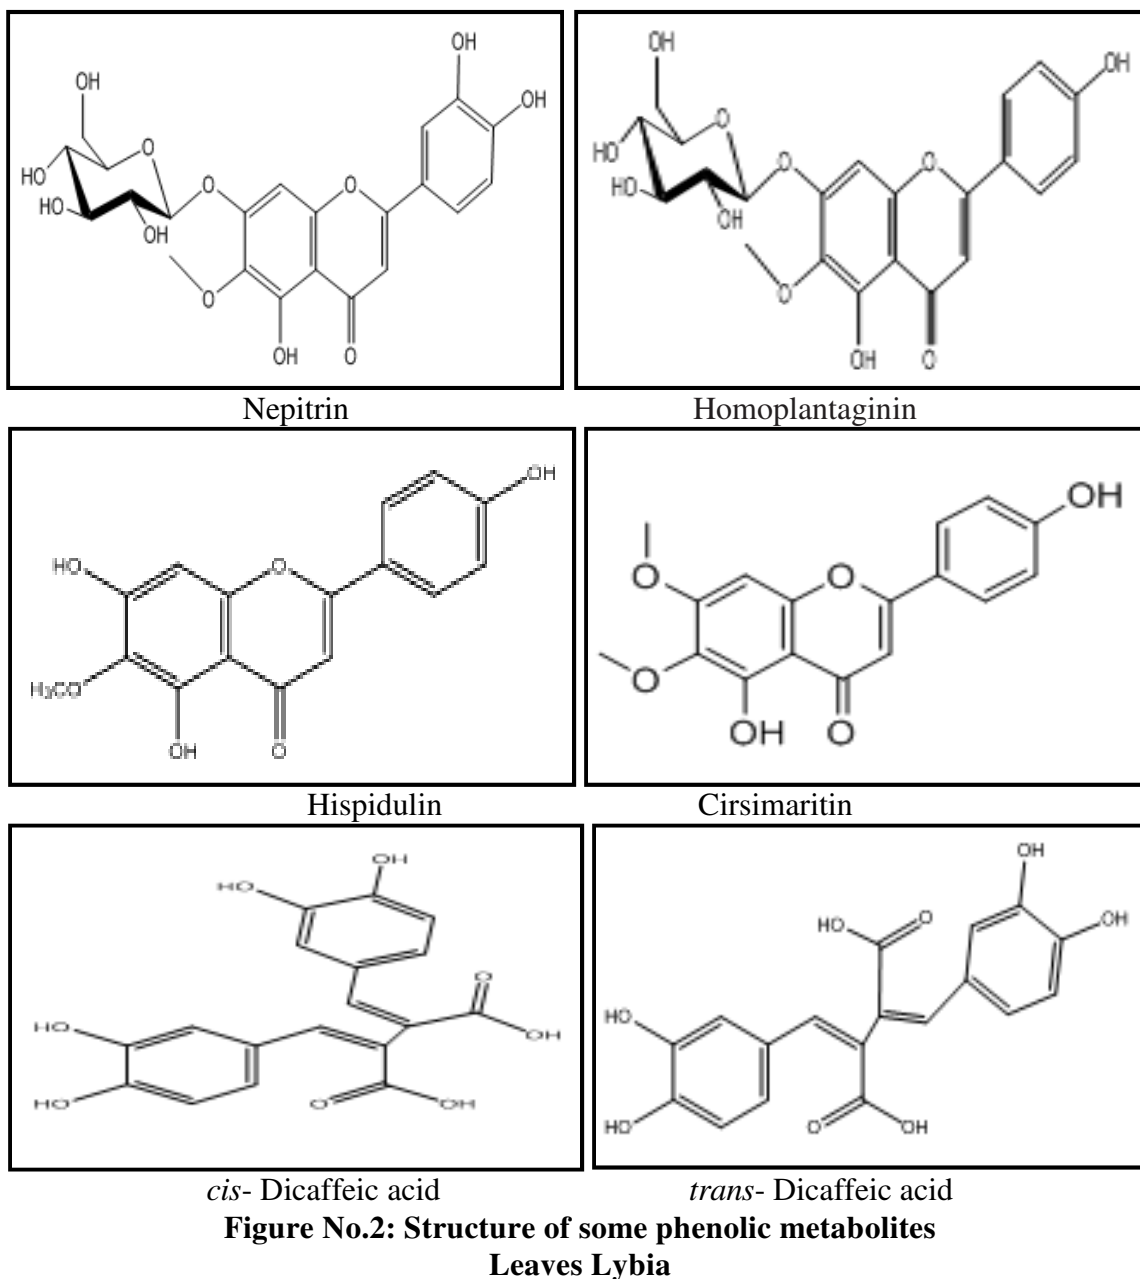 OH
OH
OH
O
HO
O O
HO
OH
O
OH O
Nepitrin
OH
OH
O
HO
O O
HO
OH
O
OH O
Homoplantaginin
OH
HO O
H₃CO
OH O
Hispidulin
OH
O O
O
OH O
Cirsimaritin
OH
HO
O
HO
OH
HO O OH
cis- Dicaffeic acid
OH
HO O OH
HO
HO O OH
trans- Dicaffeic acid
Figure No.2: Structure of some phenolic metabolites
Leaves Lybia